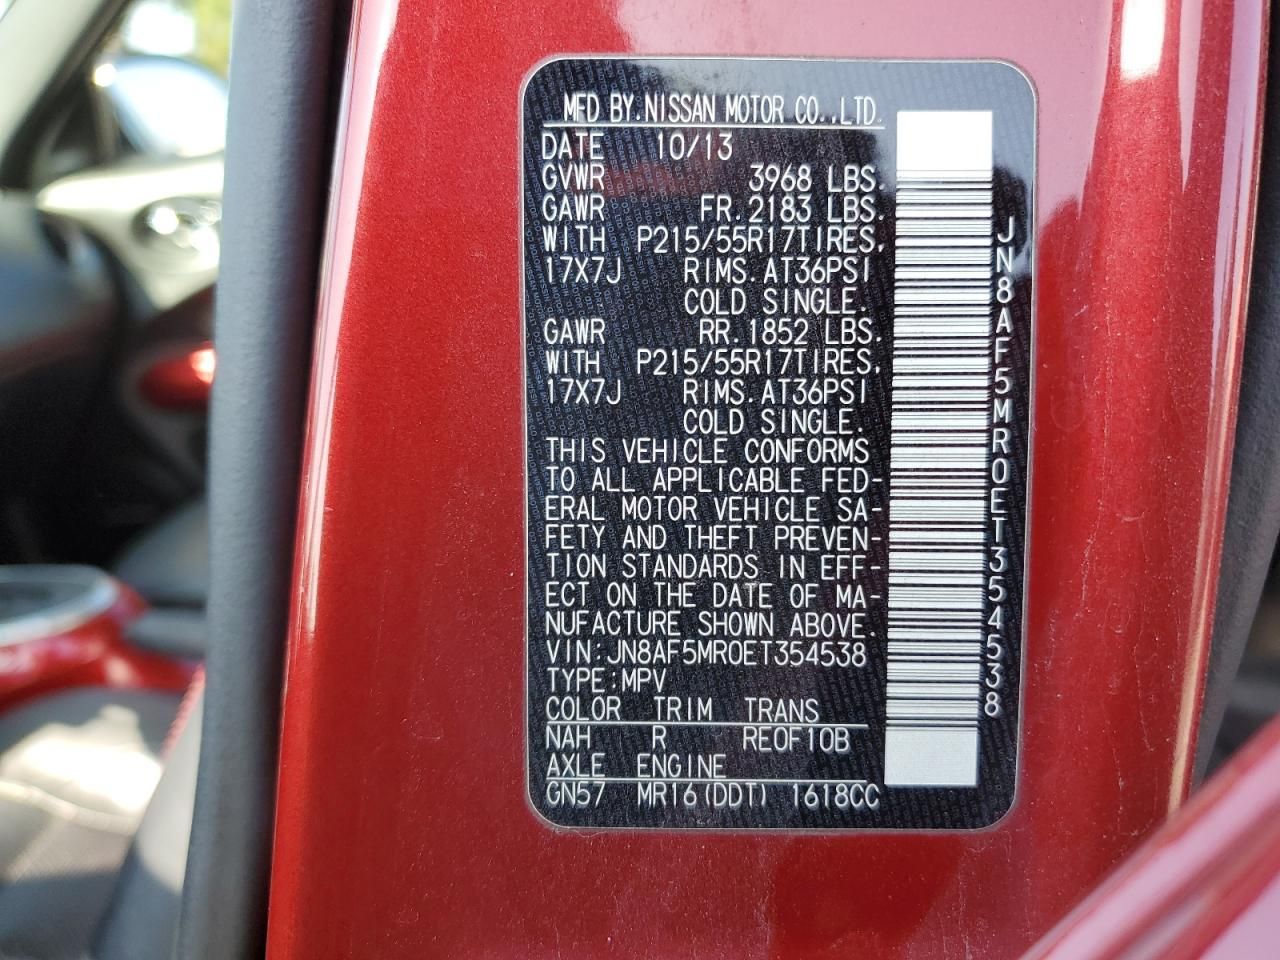 MFD BY.NISSAN MOTOR CO.,LTD.
DATE 10/13
GVWR 3968 LBS.
GAWR FR.2183 LBS.
WITH P215/55R17TIRES,
17X7J RIMS.AT36PSI
COLD SINGLE.
GAWR RR.1852 LBS.
WITH P215/55R17TIRES,
17X7J RIMS.AT36PSI
COLD SINGLE.
THIS VEHICLE CONFORMS
TO ALL APPLICABLE FED-
ERAL MOTOR VEHICLE SA-
FETY AND THEFT PREVEN-
TION STANDARDS IN EFF-
ECT ON THE DATE OF MA-
NUFACTURE SHOWN ABOVE.
VIN:JN8AF5MR0ET354538
TYPE:MPV
COLOR TRIM TRANS
NAH R RE0F10B
AXLE ENGINE
GN57 MR16(DDT) 1618CC
JN8AF5MR0ET354538